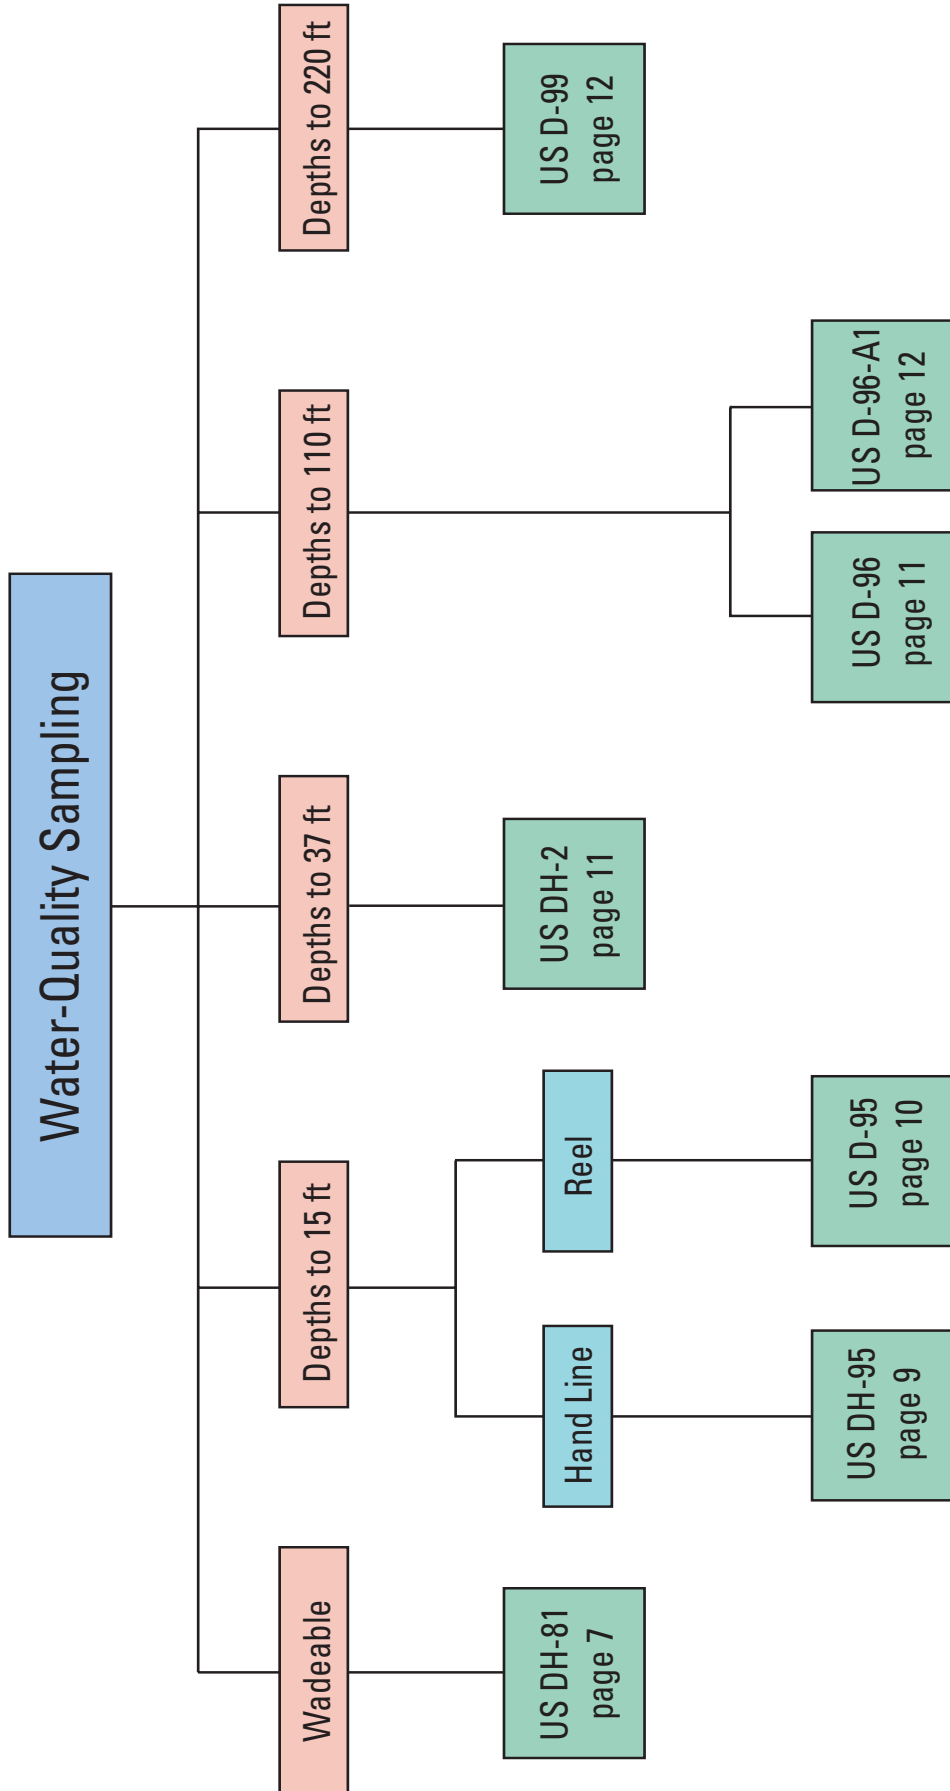 Water-Quality Sampling
Wadeable
Depths to 15 ft
Depths to 37 ft
Depths to 110 ft
Depths to 220 ft
US DH-81
page 7
Hand Line
Reel
US DH-2
page 11
US D-99
page 12
US DH-95
page 9
US D-95
page 10
US D-96
page 11
US D-96-A1
page 12